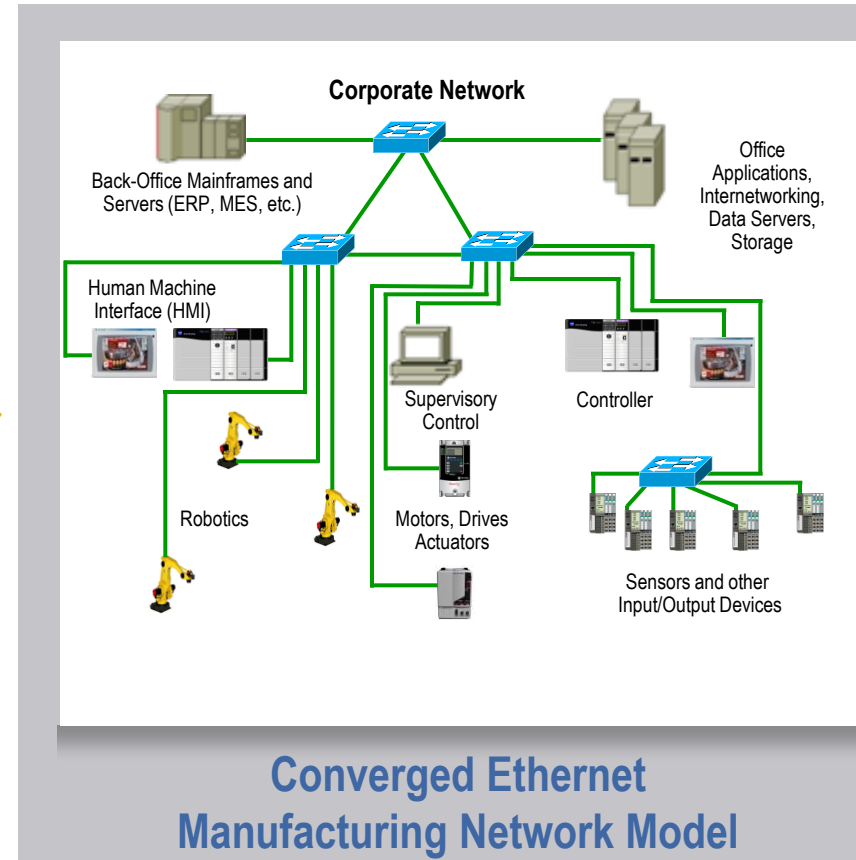 Corporate Network
Back-Office Mainframes and
Servers (ERP, MES, etc.)
Office
Applications,
Internetworking,
Data Servers,
Storage
Human Machine
Interface (HMI)
Supervisory
Control
Controller
Robotics
Motors, Drives
Actuators
Sensors and other
Input/Output Devices
Converged Ethernet
Manufacturing Network Model